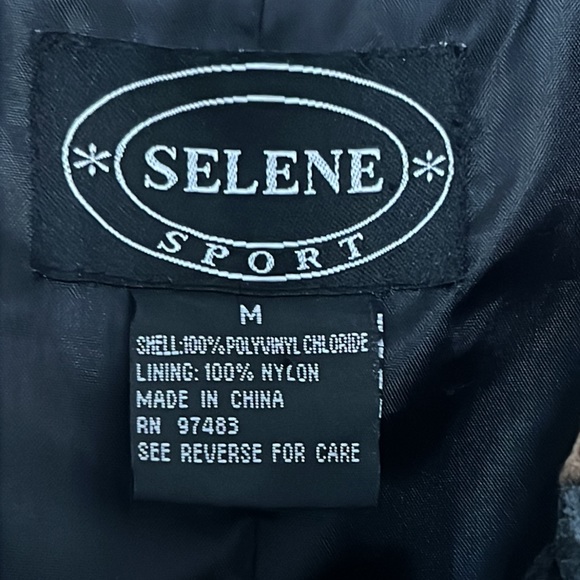 * SELENE *
SPORT
M
SHELL:100% POLYVINYL CHLORIDE
LINING: 100% NYLON
MADE IN CHINA
RN 97483
SEE REVERSE FOR CARE